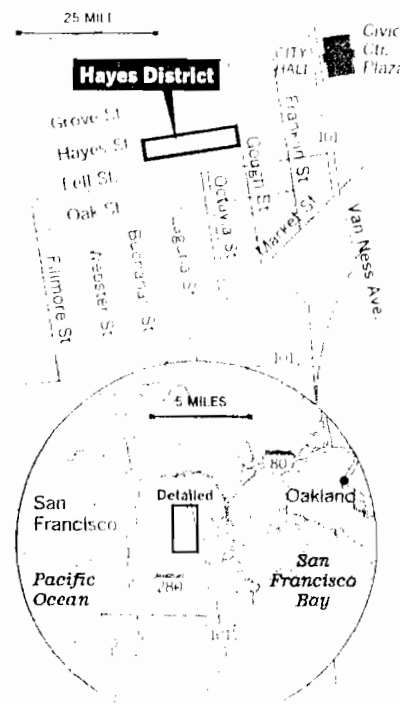 25 MILE
Civic
Ctr.
Plaza
CITY
HALL
Hayes District
Grove St.
Hayes St.
Fell St.
Oak St.
Fillmore St.
Webster St
Buchanan St.
Laguna St.
Octavia St.
Gough St.
Franklin St
Market St
Van Ness Ave.
101
101
5 MILES
80
San
Francisco
Detailed
Oakland
Pacific
Ocean
280
San
Francisco
Bay
101